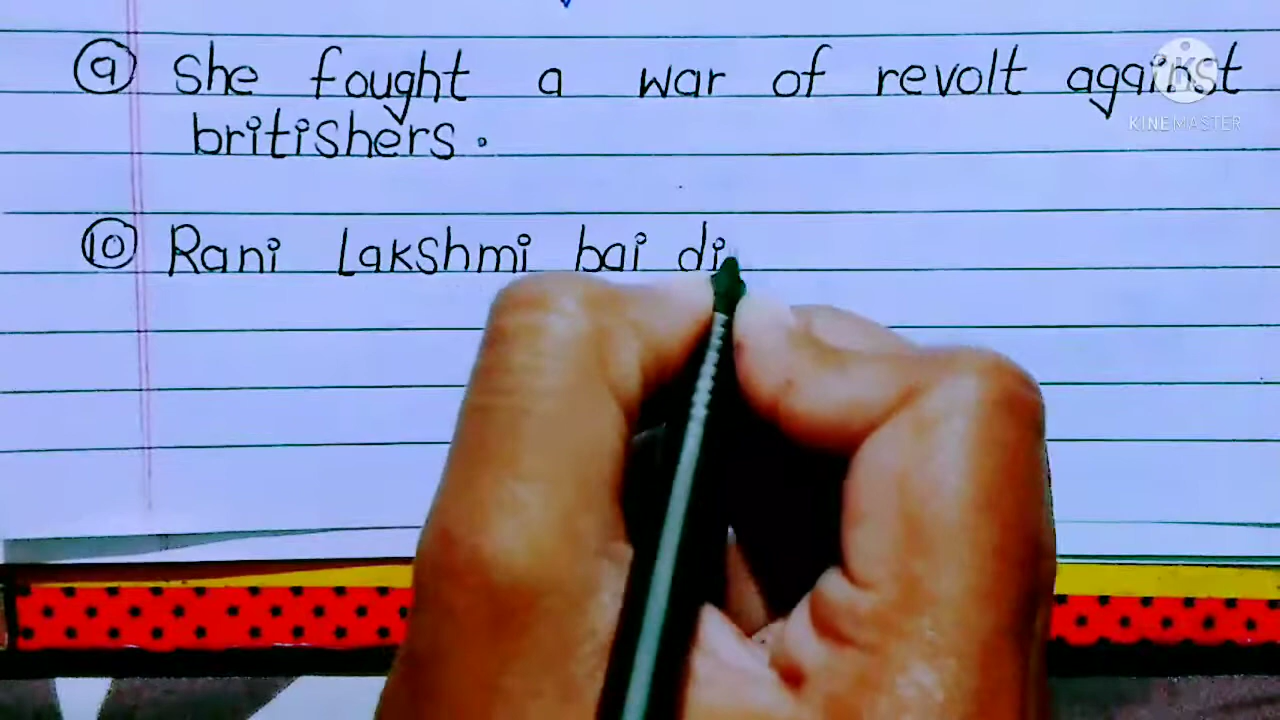 ⑨ She fought a war of revolt against
britishers.
⑩ Rani Lakshmi bai di
KINEMASTER